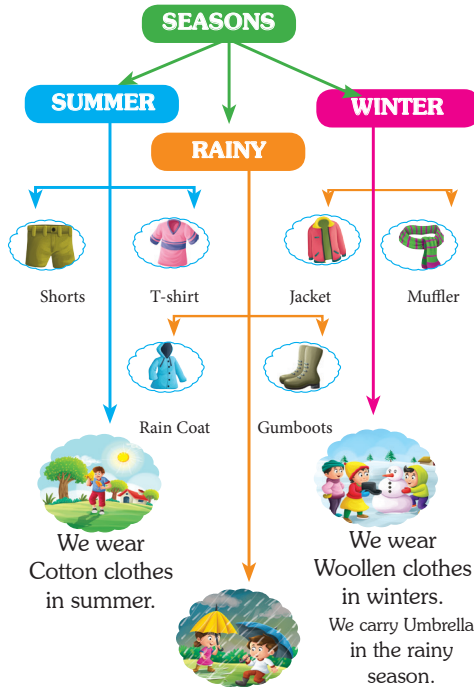 SEASONS
SUMMER
WINTER
RAINY
Shorts
T-shirt
Jacket
Muffler
Rain Coat
Gumboots
We wear
Cotton clothes
in summer.
We wear
Woollen clothes
in winters.
We carry Umbrella
in the rainy
season.